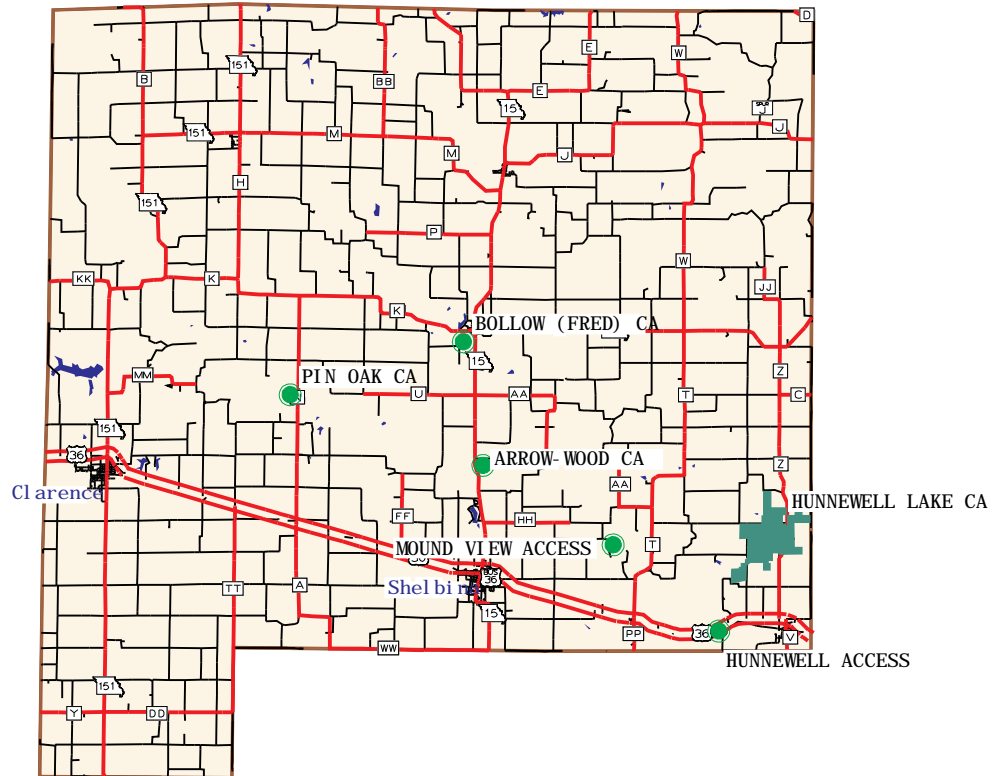 D
E
W
151
B
BB
E
15
SPUR J
J
151
M
M
J
H
151
P
W
KK
K
JJ
K
BOLLOW (FRED) CA
15
PIN OAK CA
MM
Z
U
AA
T
C
151
36
ARROW-WOOD CA
Z
Clarence
AA
HUNNEWELL LAKE CA
FF
HH
MOUND VIEW ACCESS
T
BUS 36
Shelbina
TT
A
15
36
PP
V
WW
HUNNEWELL ACCESS
151
Y
DD